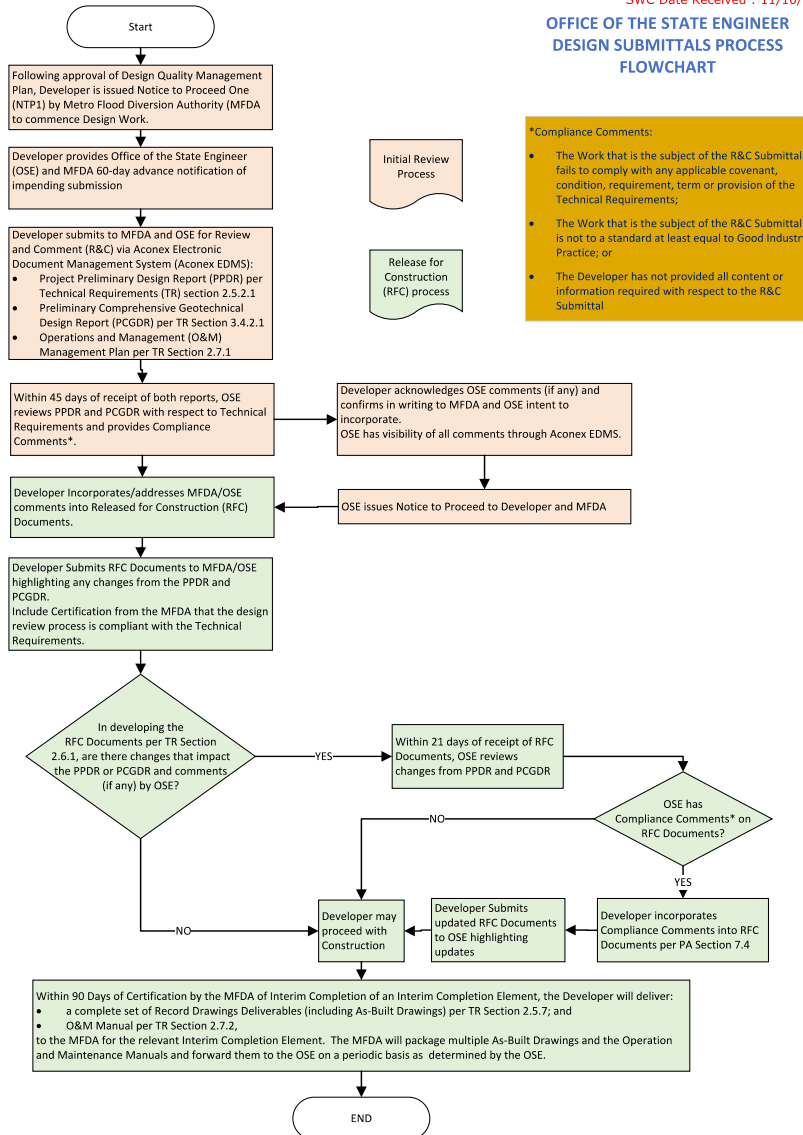 SWC Date Received : 11/10/
OFFICE OF THE STATE ENGINEER
DESIGN SUBMITTALS PROCESS
FLOWCHART
Start
Following approval of Design Quality Management
Plan, Developer is issued Notice to Proceed One
(NTP1) by Metro Flood Diversion Authority (MFDA
to commence Design Work.
Developer provides Office of the State Engineer
(OSE) and MFDA 60-day advance notification of
impending submission
Developer submits to MFDA and OSE for Review
and Comment (R&C) via Aconex Electronic
Document Management System (Aconex EDMS):
• Project Preliminary Design Report (PPDR) per
Technical Requirements (TR) section 2.5.2.1
• Preliminary Comprehensive Geotechnical
Design Report (PCGDR) per TR Section 3.4.2.1
• Operations and Management (O&M)
Management Plan per TR Section 2.7.1
Initial Review
Process
Release for
Construction
(RFC) process
*Compliance Comments:
• The Work that is the subject of the R&C Submittal
fails to comply with any applicable covenant,
condition, requirement, term or provision of the
Technical Requirements;
• The Work that is the subject of the R&C Submittal
is not to a standard at least equal to Good Industry
Practice; or
• The Developer has not provided all content or
information required with respect to the R&C
Submittal
Within 45 days of receipt of both reports, OSE
reviews PPDR and PCGDR with respect to Technical
Requirements and provides Compliance
Comments*.
Developer acknowledges OSE comments (if any) and
confirms in writing to MFDA and OSE intent to
incorporate.
OSE has visibility of all comments through Aconex EDMS.
Developer Incorporates/addresses MFDA/OSE
comments into Released for Construction (RFC)
Documents.
OSE issues Notice to Proceed to Developer and MFDA
Developer Submits RFC Documents to MFDA/OSE
highlighting any changes from the PPDR and
PCGDR.
Include Certification from the MFDA that the design
review process is compliant with the Technical
Requirements.
In developing the
RFC Documents per TR Section
2.6.1, are there changes that impact
the PPDR or PCGDR and comments
(if any) by OSE?
YES
Within 21 days of receipt of RFC
Documents, OSE reviews
changes from PPDR and PCGDR
OSE has
Compliance Comments* on
RFC Documents?
NO
YES
NO
Developer may
proceed with
Construction
Developer Submits
updated RFC Documents
to OSE highlighting
updates
Developer incorporates
Compliance Comments into RFC
Documents per PA Section 7.4
Within 90 Days of Certification by the MFDA of Interim Completion of an Interim Completion Element, the Developer will deliver:
• a complete set of Record Drawings Deliverables (including As-Built Drawings) per TR Section 2.5.7; and
• O&M Manual per TR Section 2.7.2,
to the MFDA for the relevant Interim Completion Element. The MFDA will package multiple As-Built Drawings and the Operation
and Maintenance Manuals and forward them to the OSE on a periodic basis as determined by the OSE.
END